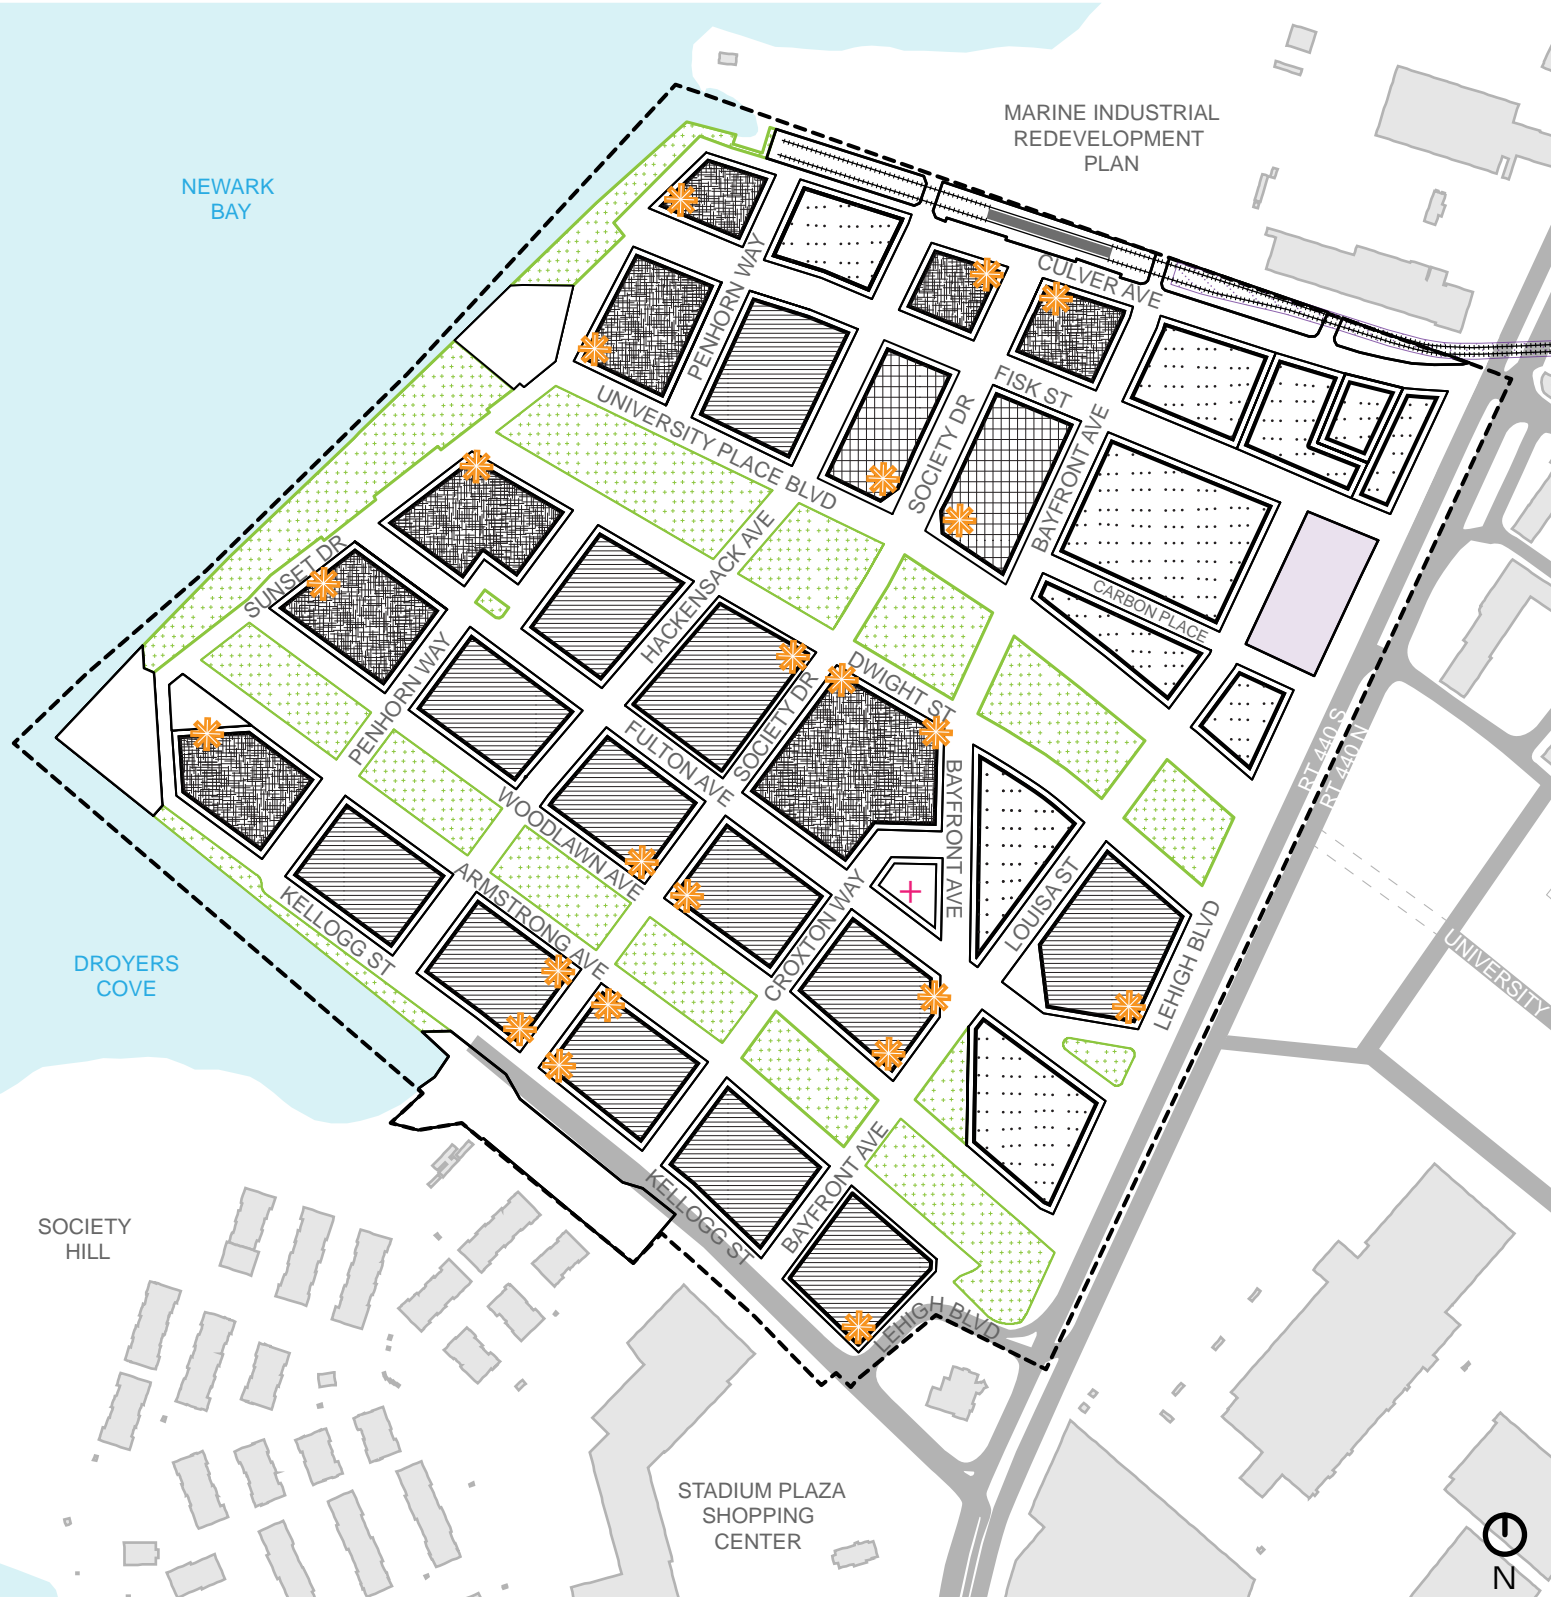 MARINE INDUSTRIAL
REDEVELOPMENT
PLAN
NEWARK
BAY
PENHORN WAY
CULVER AVE
FISK ST
UNIVERSITY PLACE BLVD
SOCIETY DR
BAYFRONT AVE
HACKENSACK AVE
SUNSET DR
CARBON PLACE
PENHORN WAY
DWIGHT ST
SOCIETY DR
FULTON AVE
RT 440 S
RT 440 N
WOODLAWN AVE
BAYFRONT AVE
ARMSTRONG AVE
KELLOGG ST
CROXTON WAY
LOUISA ST
LEHIGH BLVD
UNIVERSITY
DROYERS
COVE
BAYFRONT AVE
KELLOGG ST
LEHIGH BLVD
SOCIETY
HILL
STADIUM PLAZA
SHOPPING
CENTER
N